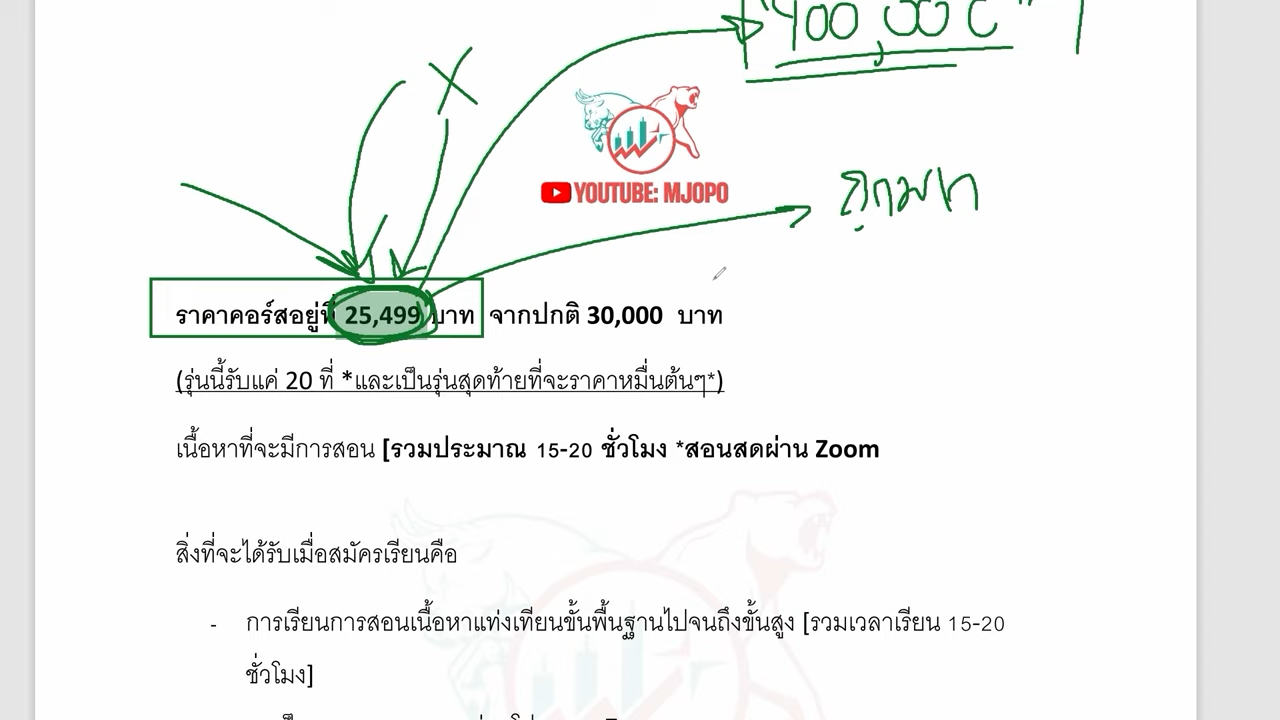 "400,000"
X
YOUTUBE: MJOPO
ถูกมาก
ราคาคอร์สอยู่ที่ 25,499 บาท จากปกติ 30,000 บาท
(รุ่นนี้รับแค่ 20 ที่ *และเป็นรุ่นสุดท้ายที่จะราคาหมื่นต้นๆ*)
เนื้อหาที่จะมีการสอน [รวมประมาณ 15-20 ชั่วโมง *สอนสดผ่าน Zoom
สิ่งที่จะได้รับเมื่อสมัครเรียนคือ
- การเรียนการสอนเนื้อหาแท่งเทียนขั้นพื้นฐานไปจนถึงขั้นสูง [รวมเวลาเรียน 15-20
ชั่วโมง]